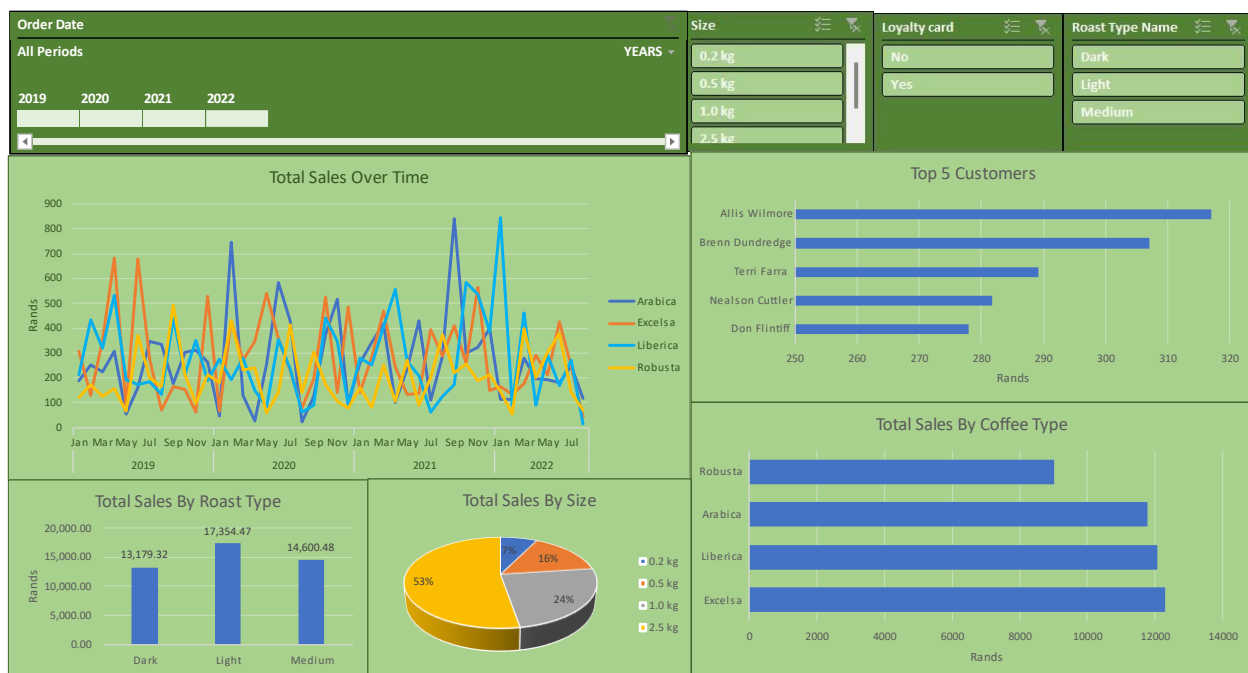 Order Date
All Periods
YEARS
2019 2020 2021 2022
Size
0.2 kg
0.5 kg
1.0 kg
2.5 kg
Loyalty card
No
Yes
Roast Type Name
Dark
Light
Medium
Total Sales Over Time
900
800
700
600
500
400
300
200
100
0
Rands
Jan Mar May Jul Sep Nov Jan Mar May Jul Sep Nov Jan Mar May Jul Sep Nov Jan Mar May Jul
2019 2020 2021 2022
Arabica
Excelsa
Liberica
Robusta
Top 5 Customers
Allis Wilmore
Brenn Dundredge
Terri Farra
Nealson Cuttler
Don Flintiff
250 260 270 280 290 300 310 320
Rands
Total Sales By Roast Type
20,000.00
15,000.00
10,000.00
5,000.00
0.00
Rands
13,179.32
17,354.47
14,600.48
Dark Light Medium
Total Sales By Size
7%
16%
24%
53%
0.2 kg
0.5 kg
1.0 kg
2.5 kg
Total Sales By Coffee Type
Robusta
Arabica
Liberica
Excelsa
0 2000 4000 6000 8000 10000 12000 14000
Rands